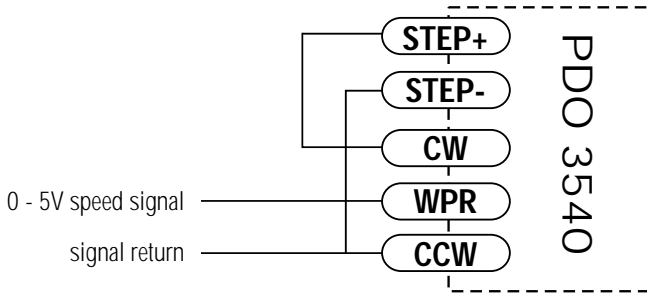 STEP+
STEP-
CW
0 - 5V speed signal
WPR
signal return
CCW
PDO 3540